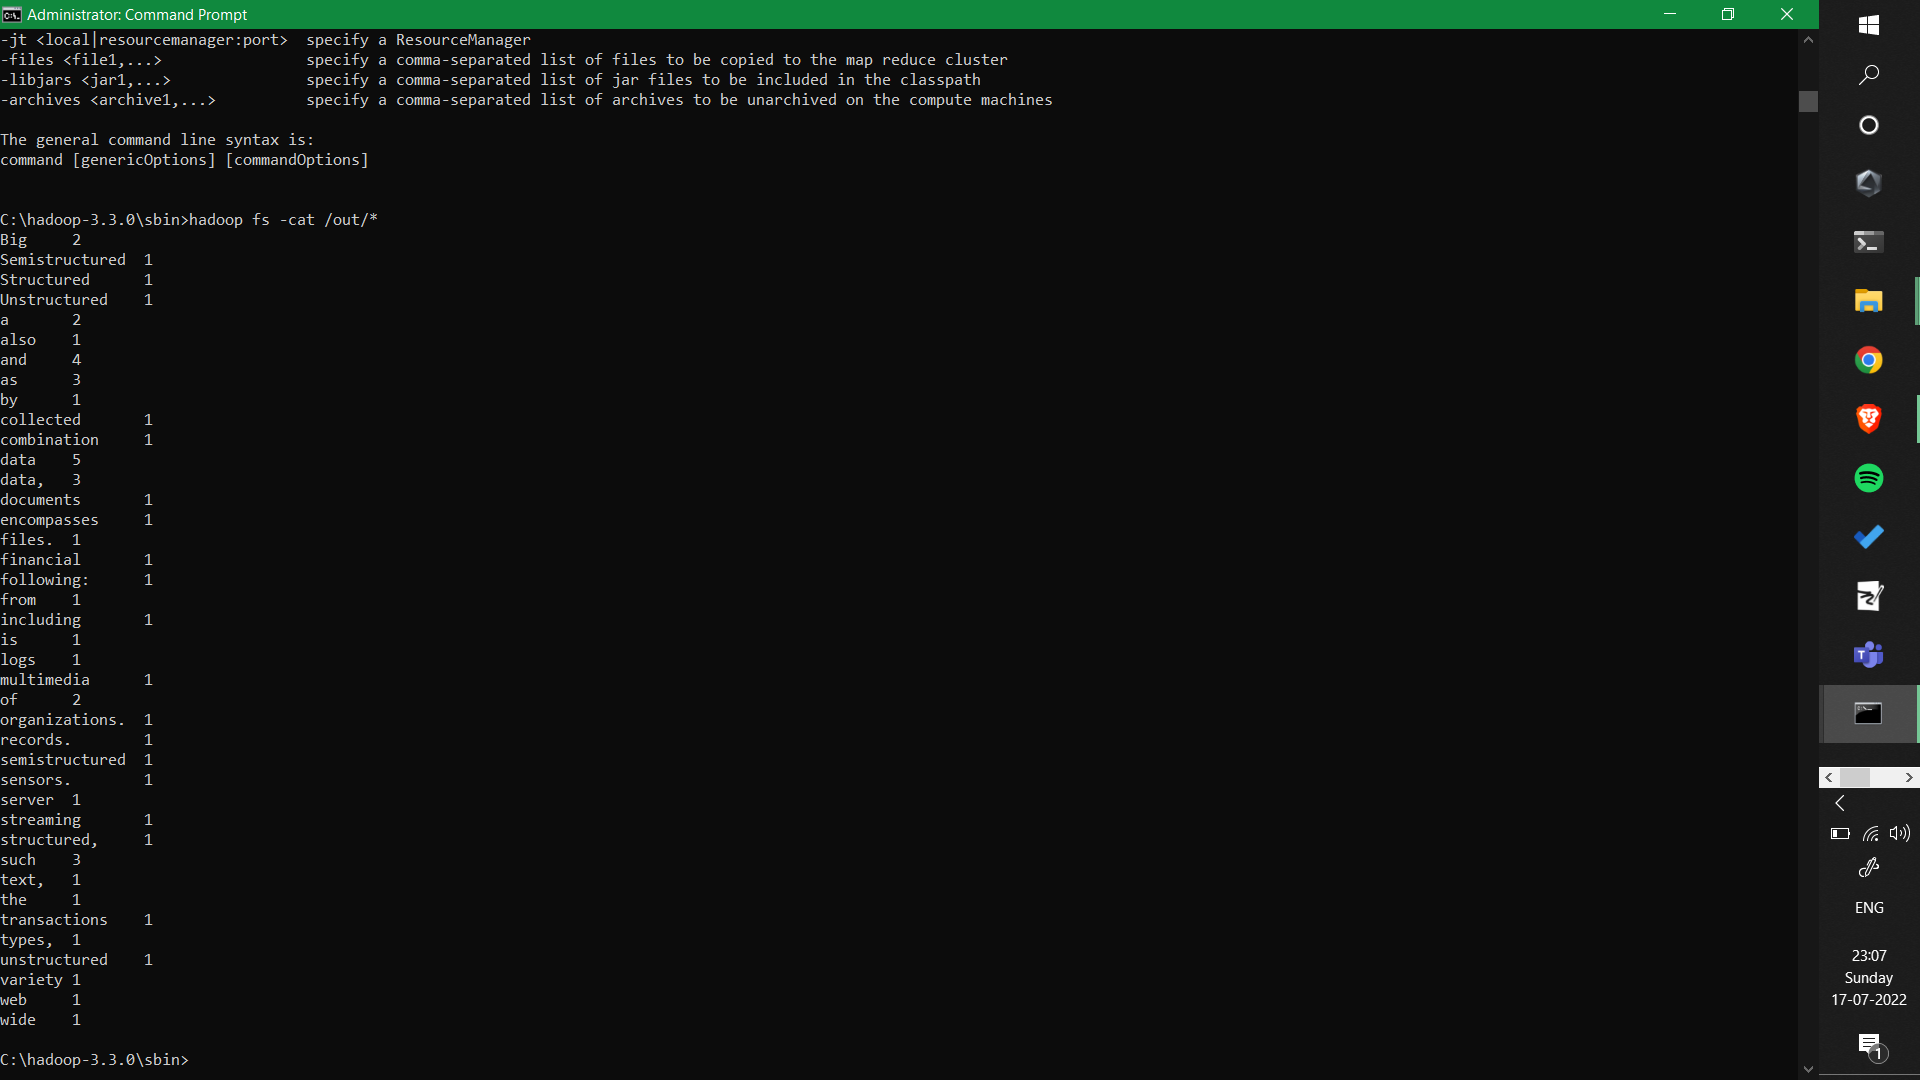 Administrator: Command Prompt
-jt <local|resourcemanager:port>  specify a ResourceManager
-files <file1,...>                specify a comma-separated list of files to be copied to the map reduce cluster
-libjars <jar1,...>               specify a comma-separated list of jar files to be included in the classpath
-archives <archive1,...>          specify a comma-separated list of archives to be unarchived on the compute machines
The general command line syntax is:
command [genericOptions] [commandOptions]
C:\hadoop-3.3.0\sbin>hadoop fs -cat /out/*
Big     2
Semistructured  1
Structured      1
Unstructured    1
a       2
also    1
and     4
as      3
by      1
collected       1
combination     1
data    5
data,   3
documents       1
encompasses     1
files.  1
financial       1
following:      1
from    1
including       1
is      1
logs    1
multimedia      1
of      2
organizations.  1
records.        1
semistructured  1
sensors.        1
server  1
streaming       1
structured,     1
such    3
text,   1
the     1
transactions    1
types,  1
unstructured    1
variety 1
web     1
wide    1
C:\hadoop-3.3.0\sbin>
ENG
23:07
Sunday
17-07-2022
1